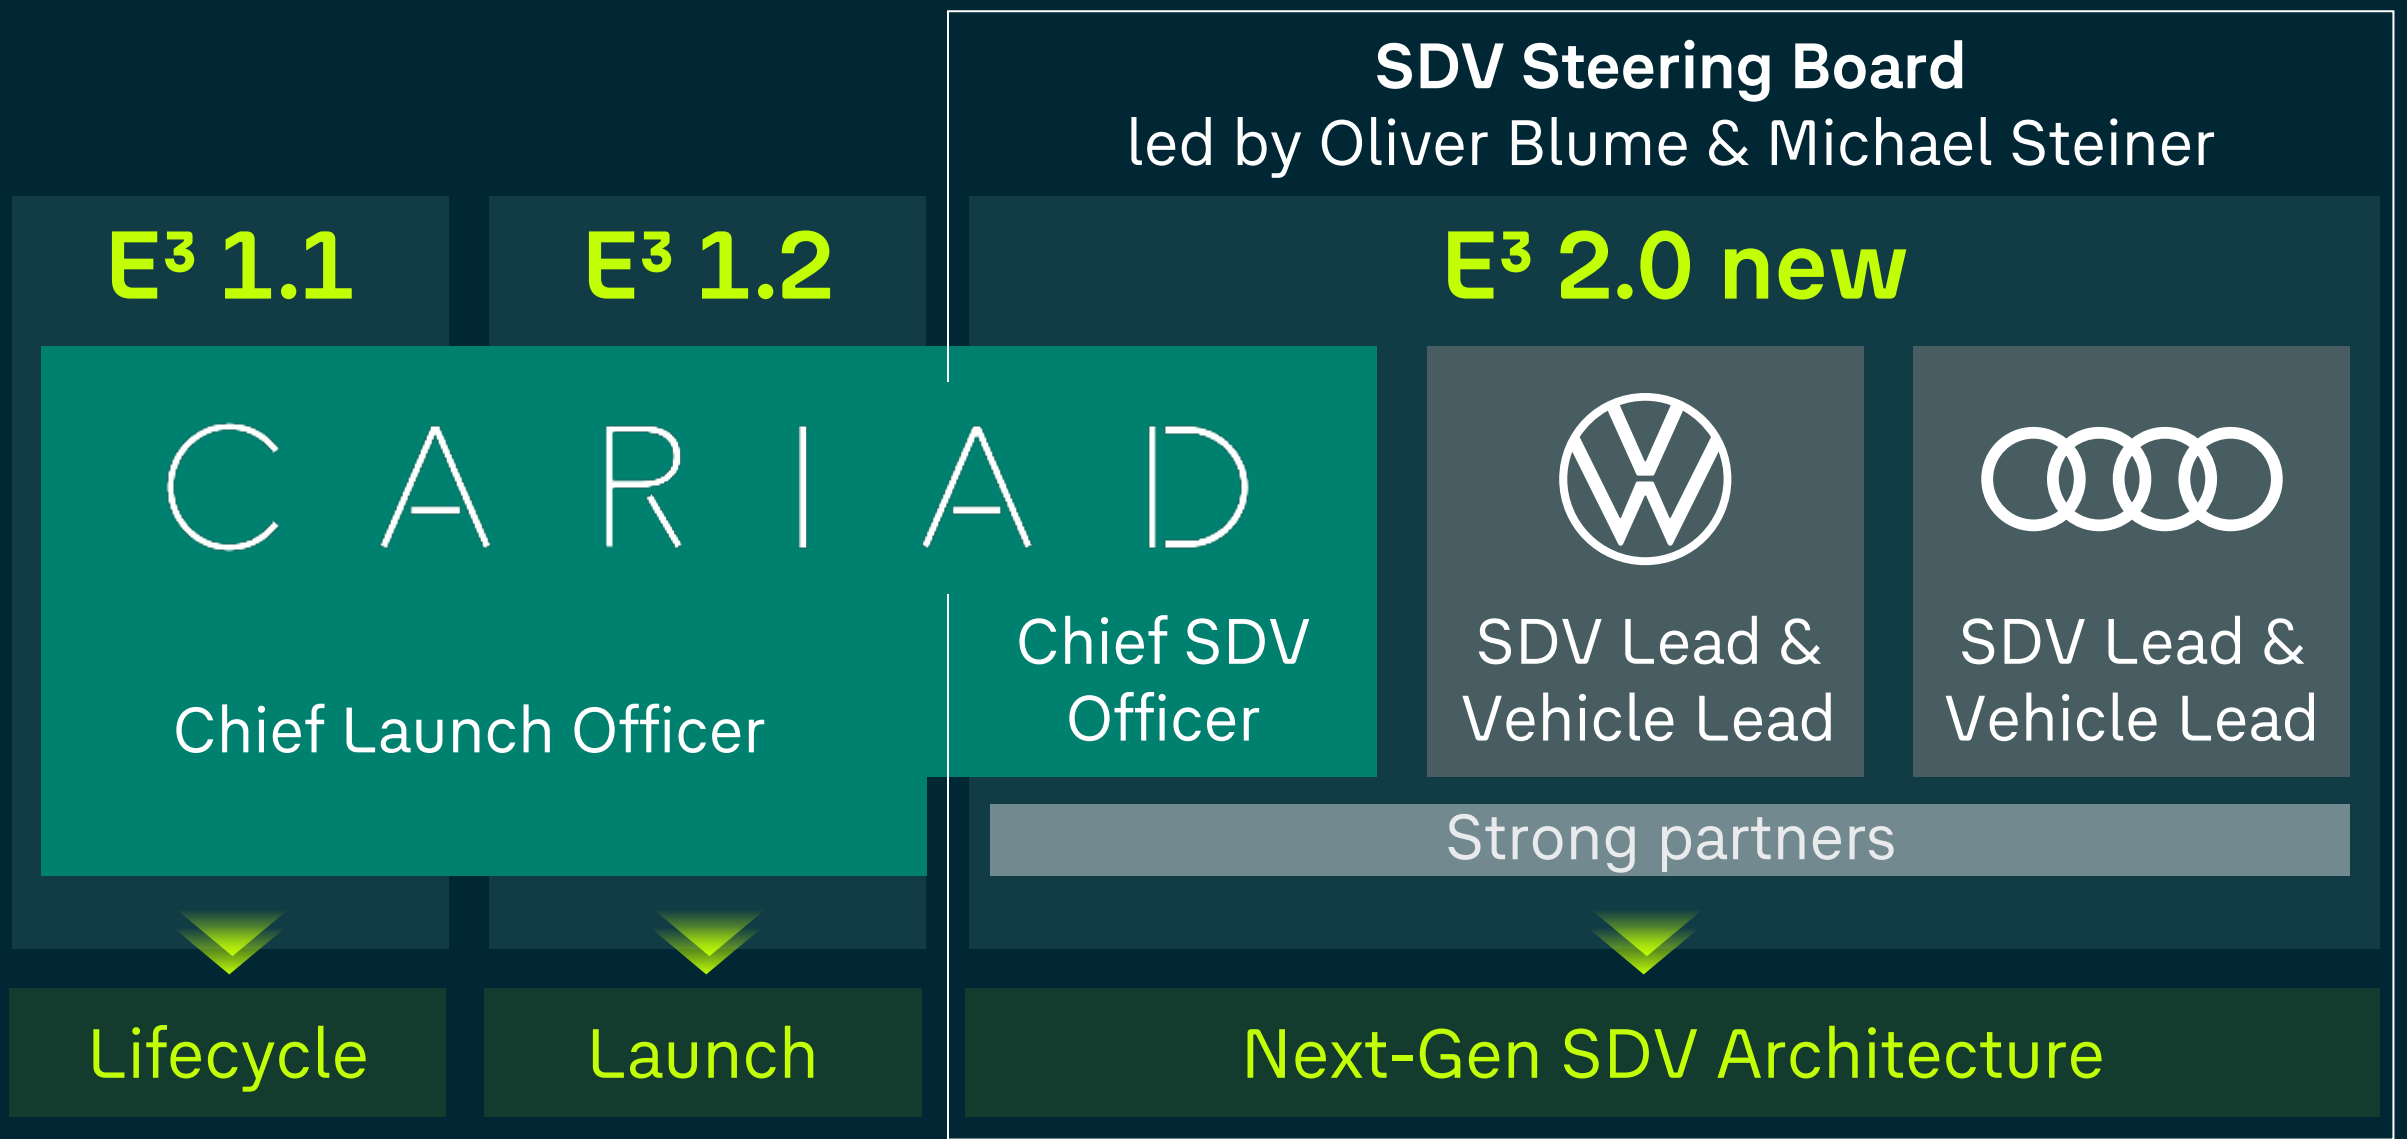 SDV Steering Board
led by Oliver Blume & Michael Steiner
E³ 1.1
E³ 1.2
E³ 2.0 new
CARIAD
Chief Launch Officer
Chief SDV
Officer
SDV Lead &
Vehicle Lead
SDV Lead &
Vehicle Lead
Strong partners
Lifecycle
Launch
Next-Gen SDV Architecture